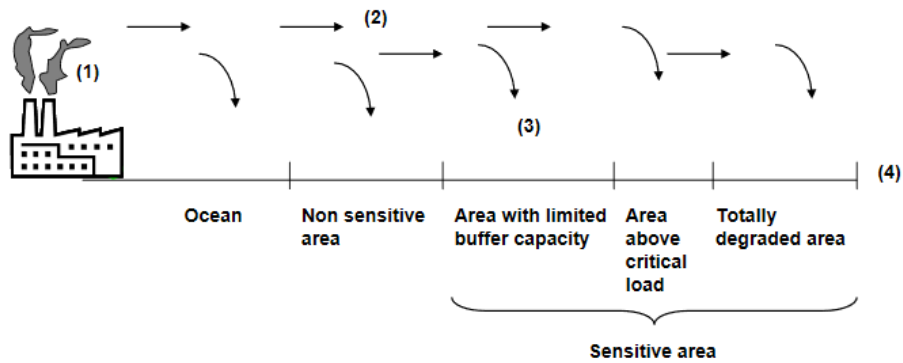 (1)
(2)
(3)
(4)
Ocean
Non sensitive
area
Area with limited
buffer capacity
Area
above
critical
load
Totally
degraded area
Sensitive area